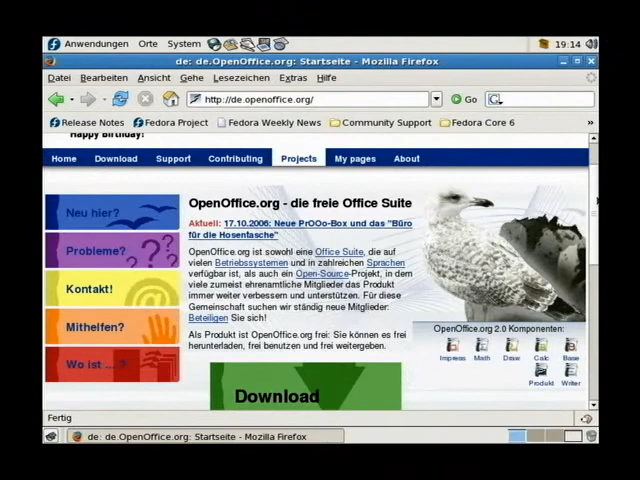 Anwendungen Orte System 19:14
de: de.OpenOffice.org: Startseite - Mozilla Firefox
Datei Bearbeiten Ansicht Gehe Lesezeichen Extras Hilfe
http://de.openoffice.org/ Go
Release Notes Fedora Project Fedora Weekly News Community Support Fedora Core 6 »
Happy birthday!
Home Download Support Contributing Projects My pages About
Neu hier?
Probleme?
Kontakt!
Mithelfen?
Wo ist ... ?
OpenOffice.org - die freie Office Suite
Aktuell: 17.10.2006: Neue PrOOo-Box und das "Büro
für die Hosentasche"
OpenOffice.org ist sowohl eine Office Suite, die auf
vielen Betriebssystemen und in zahlreichen Sprachen
verfügbar ist, als auch ein Open-Source-Projekt, in dem
viele zumeist ehrenamtliche Mitglieder das Produkt
immer weiter verbessern und unterstützen. Für diese
Gemeinschaft suchen wir ständig neue Mitglieder:
Beteiligen Sie sich!
Als Produkt ist OpenOffice.org frei: Sie können es frei
herunterladen, frei benutzen und frei weitergeben.
Download
OpenOffice.org 2.0 Komponenten:
Impress Math Draw Calc Base
Produkt Writer
Fertig
de: de.OpenOffice.org: Startseite - Mozilla Firefox